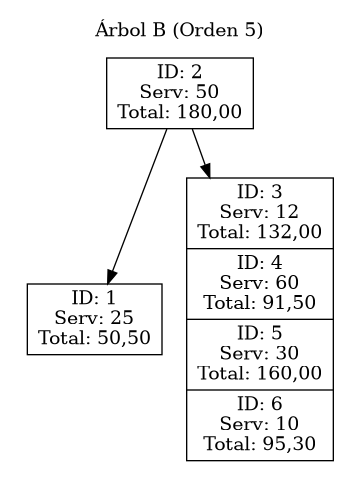 Árbol B (Orden 5)
ID: 2
Serv: 50
Total: 180,00
ID: 1
Serv: 25
Total: 50,50
ID: 3
Serv: 12
Total: 132,00
ID: 4
Serv: 60
Total: 91,50
ID: 5
Serv: 30
Total: 160,00
ID: 6
Serv: 10
Total: 95,30